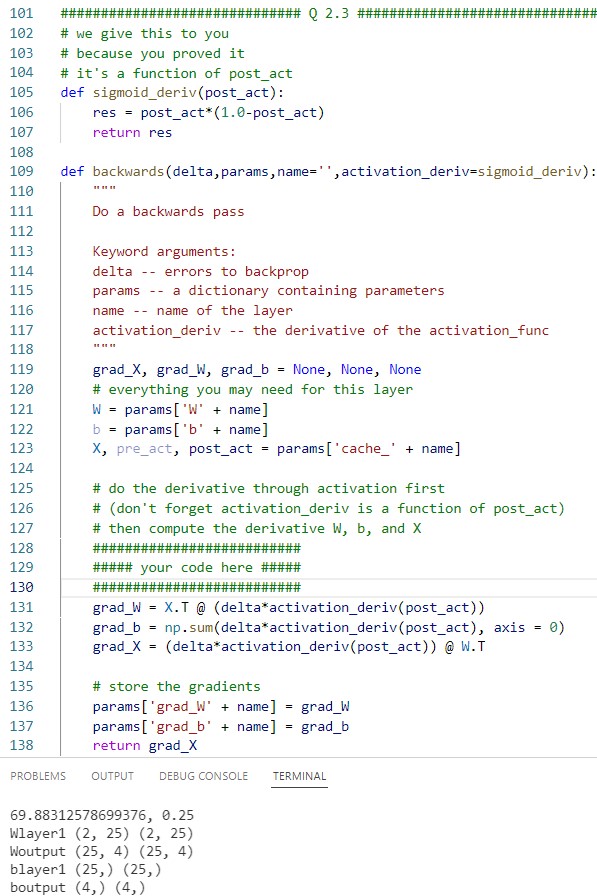 101 ############################## Q 2.3 ##############################
102 # we give this to you
103 # because you proved it
104 # it's a function of post_act
105 def sigmoid_deriv(post_act):
106     res = post_act*(1.0-post_act)
107     return res
108
109 def backwards(delta,params,name='',activation_deriv=sigmoid_deriv):
110     """
111     Do a backwards pass
112
113     Keyword arguments:
114     delta -- errors to backprop
115     params -- a dictionary containing parameters
116     name -- name of the layer
117     activation_deriv -- the derivative of the activation_func
118     """
119     grad_X, grad_W, grad_b = None, None, None
120     # everything you may need for this layer
121     W = params['W' + name]
122     b = params['b' + name]
123     X, pre_act, post_act = params['cache_' + name]
124
125     # do the derivative through activation first
126     # (don't forget activation_deriv is a function of post_act)
127     # then compute the derivative W, b, and X
128     ##########################
129     ##### your code here #####
130     ##########################
131     grad_W = X.T @ (delta*activation_deriv(post_act))
132     grad_b = np.sum(delta*activation_deriv(post_act), axis = 0)
133     grad_X = (delta*activation_deriv(post_act)) @ W.T
134
135     # store the gradients
136     params['grad_W' + name] = grad_W
137     params['grad_b' + name] = grad_b
138     return grad_X
PROBLEMS OUTPUT DEBUG CONSOLE TERMINAL
69.88312578699376, 0.25
Wlayer1 (2, 25) (2, 25)
Woutput (25, 4) (25, 4)
blayer1 (25,) (25,)
boutput (4,) (4,)